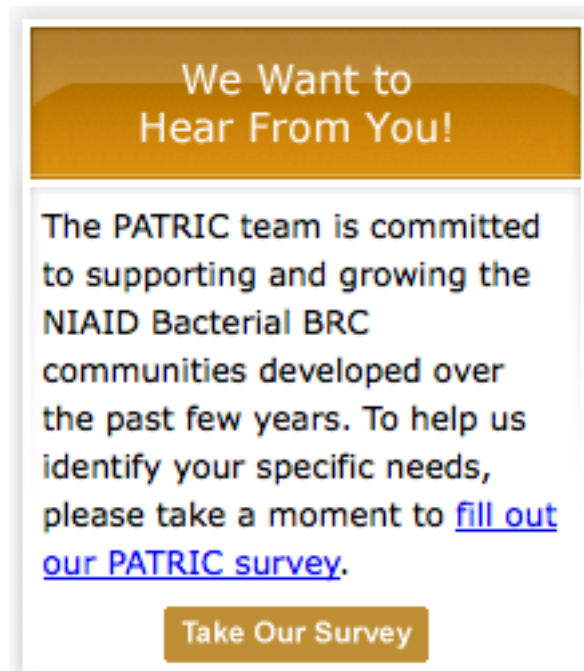 We Want to
Hear From You!
The PATRIC team is committed
to supporting and growing the
NIAID Bacterial BRC
communities developed over
the past few years. To help us
identify your specific needs,
please take a moment to fill out
our PATRIC survey.
Take Our Survey